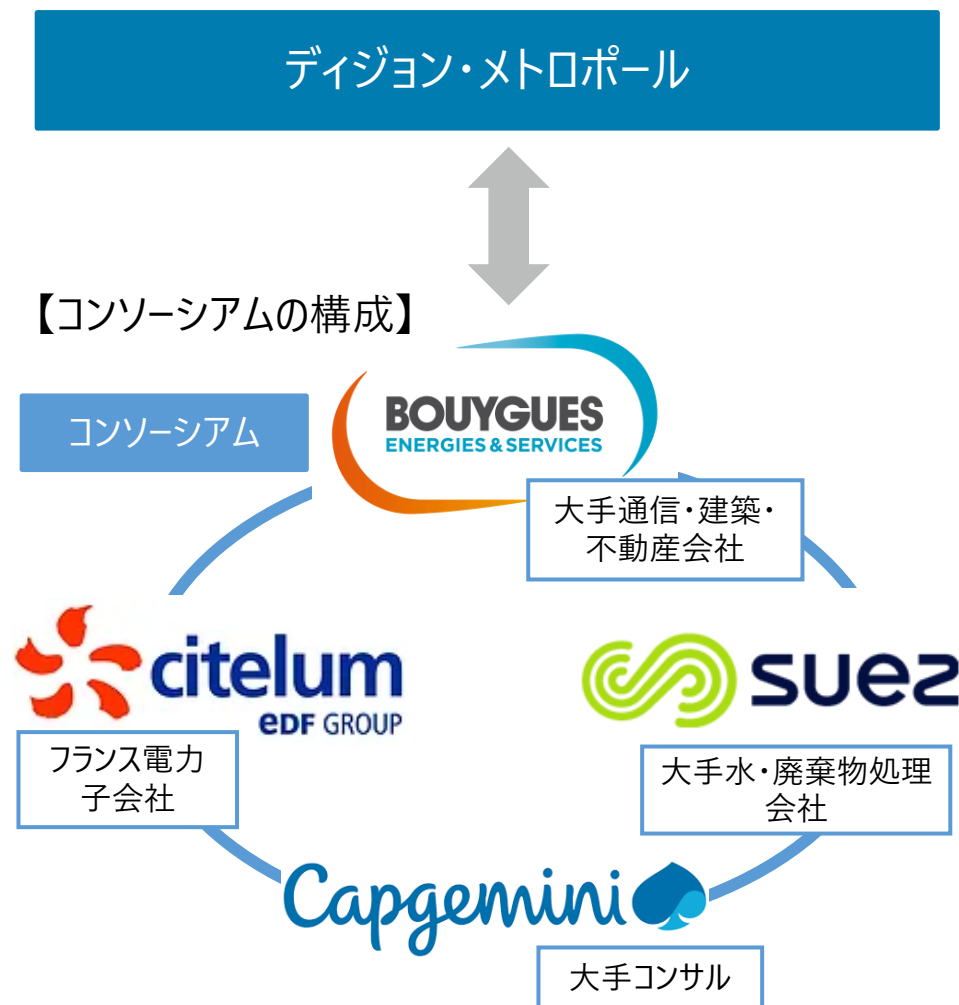 ディジョン・メトロポール
【コンソーシアムの構成】
コンソーシアム
BOUYGUES
ENERGIES & SERVICES
大手通信・建築・
不動産会社
citelum
eDF GROUP
フランス電力
子会社
suez
大手水・廃棄物処理
会社
Capgemini
大手コンサル